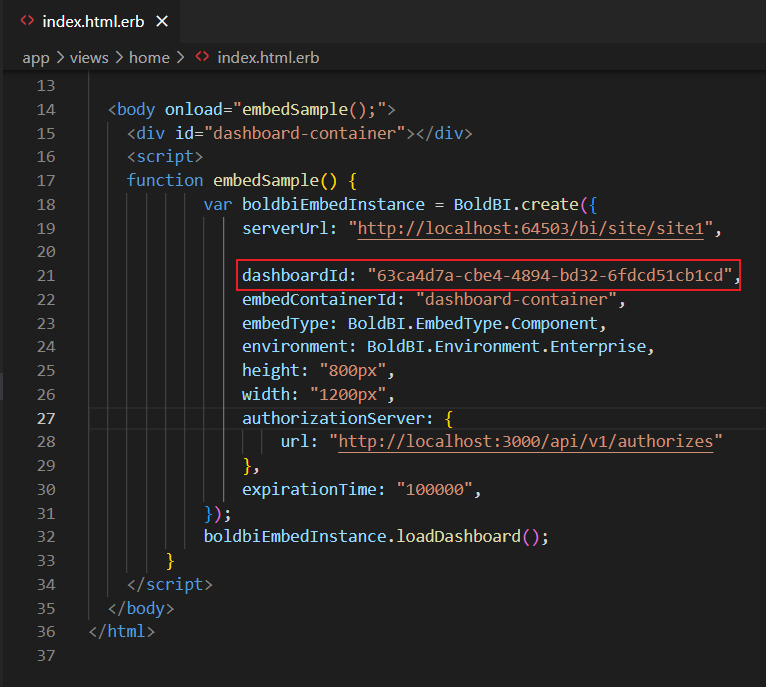 <> index.html.erb ×
app > views > home > <> index.html.erb
13
14 <body onload="embedSample();">
15 <div id="dashboard-container"></div>
16 <script>
17 function embedSample() {
18 var boldbiEmbedInstance = BoldBI.create({
19 serverUrl: "http://localhost:64503/bi/site/site1",
20
21 dashboardId: "63ca4d7a-cbe4-4894-bd32-6fdcd51cb1cd",
22 embedContainerId: "dashboard-container",
23 embedType: BoldBI.EmbedType.Component,
24 environment: BoldBI.Environment.Enterprise,
25 height: "800px",
26 width: "1200px",
27 authorizationServer: {
28 url: "http://localhost:3000/api/v1/authorizes"
29 },
30 expirationTime: "100000",
31 });
32 boldbiEmbedInstance.loadDashboard();
33 }
34 </script>
35 </body>
36 </html>
37